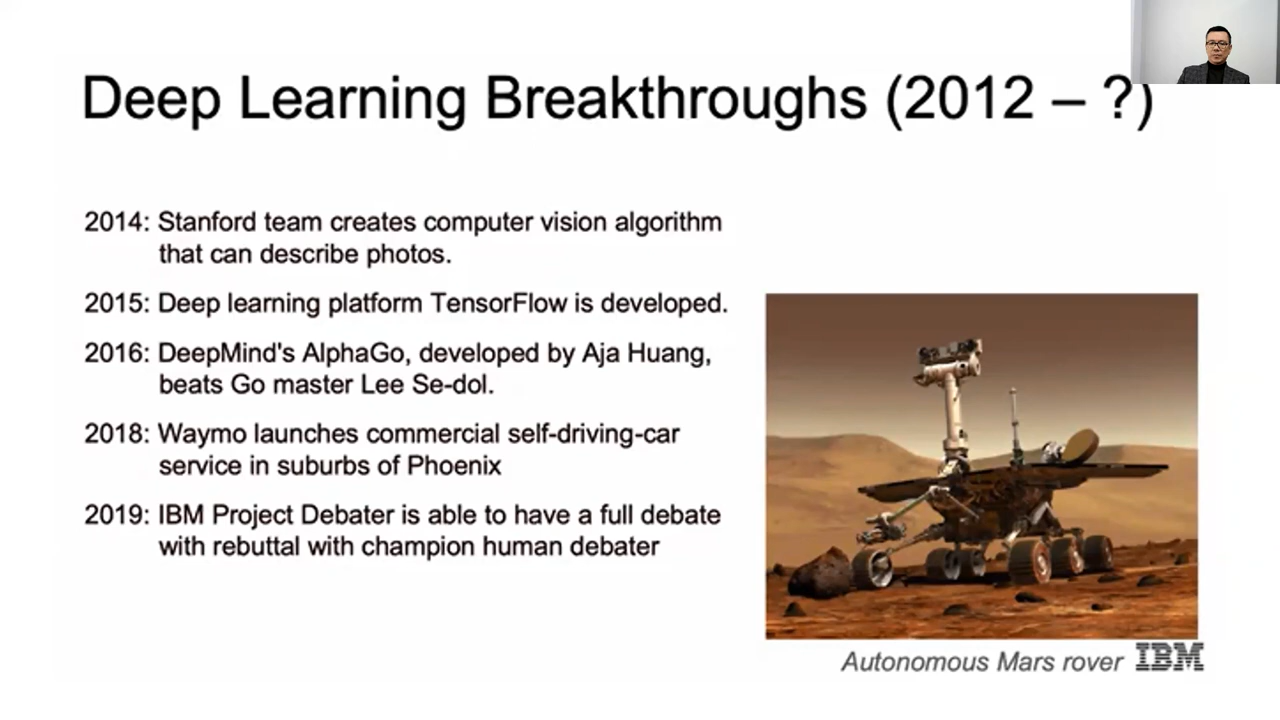 Deep Learning Breakthroughs (2012 – ?)
2014: Stanford team creates computer vision algorithm
that can describe photos.
2015: Deep learning platform TensorFlow is developed.
2016: DeepMind's AlphaGo, developed by Aja Huang,
beats Go master Lee Se-dol.
2018: Waymo launches commercial self-driving-car
service in suburbs of Phoenix
2019: IBM Project Debater is able to have a full debate
with rebuttal with champion human debater
Autonomous Mars rover IBM